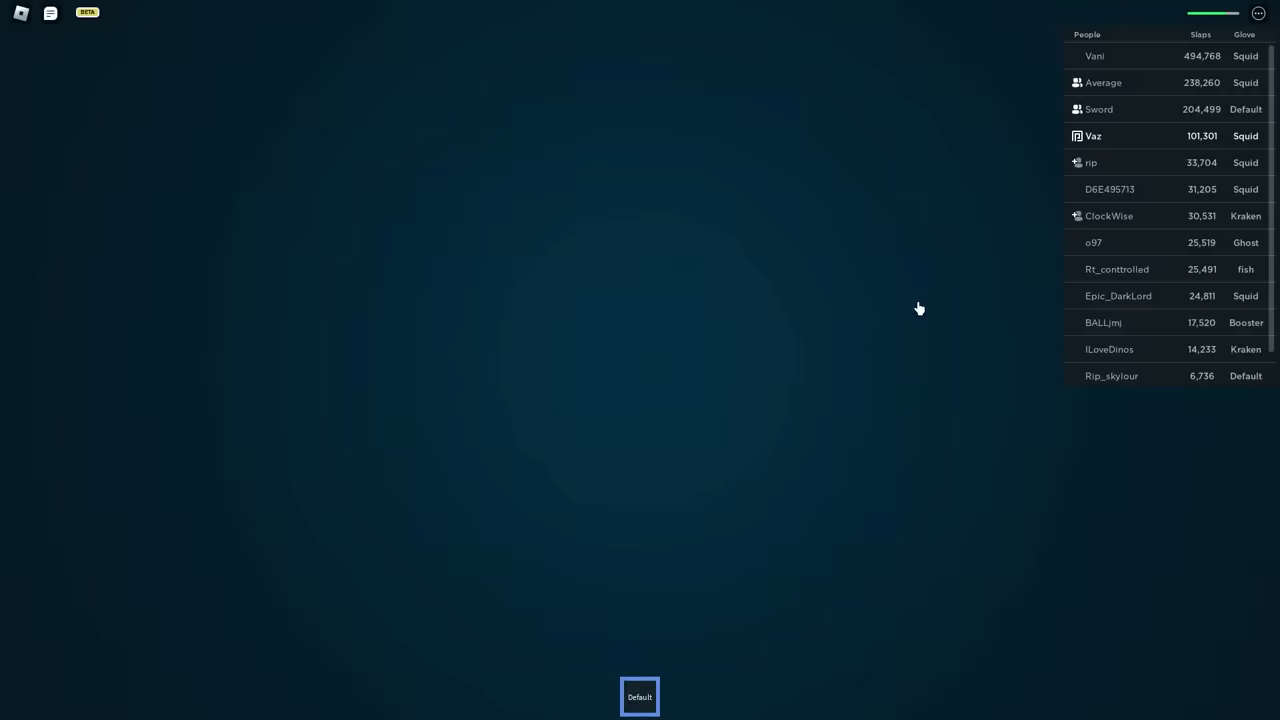 BETA
People Slaps Glove
Vani 494,768 Squid
Average 238,260 Squid
Sword 204,499 Default
Vaz 101,301 Squid
rip 33,704 Squid
D6E495713 31,205 Squid
ClockWise 30,531 Kraken
o97 25,519 Ghost
Rt_conttrolled 25,491 fish
Epic_DarkLord 24,811 Squid
BALLjmj 17,520 Booster
ILoveDinos 14,233 Kraken
Rip_skylour 6,736 Default
Default